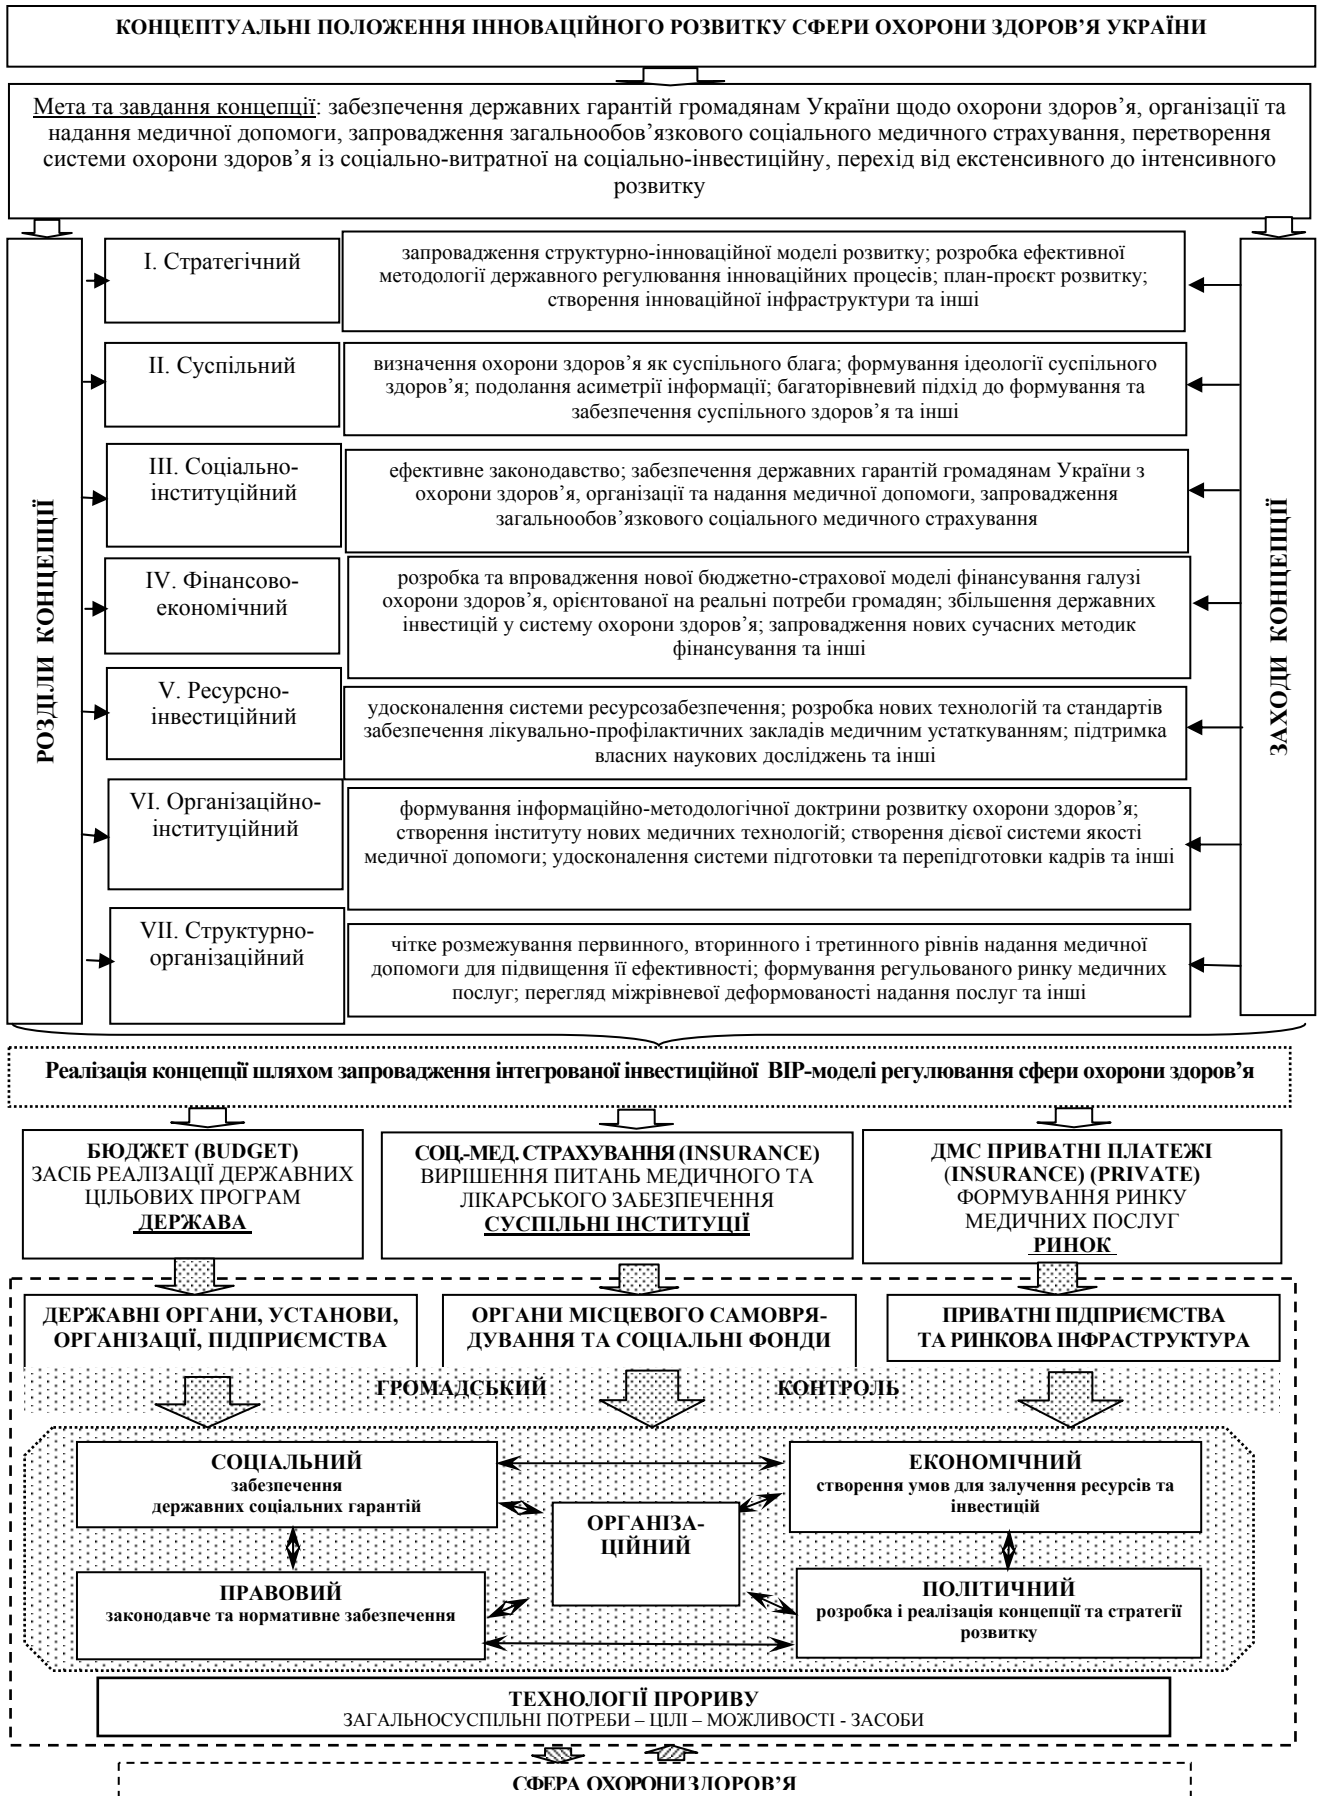 КОНЦЕПТУАЛЬНІ ПОЛОЖЕННЯ ІННОВАЦІЙНОГО РОЗВИТКУ СФЕРИ ОХОРОНИ ЗДОРОВ’Я УКРАЇНИ
Мета та завдання концепції: забезпечення державних гарантій громадянам України щодо охорони здоров’я, організації та
надання медичної допомоги, запровадження загальнообов’язкового соціального медичного страхування, перетворення
системи охорони здоров’я із соціально-витратної на соціально-інвестиційну, перехід від екстенсивного до інтенсивного
розвитку
РОЗДІЛИ КОНЦЕПЦІЇ
І. Стратегічний
запровадження структурно-інноваційної моделі розвитку; розробка ефективної
методології державного регулювання інноваційних процесів; план-проєкт розвитку;
створення інноваційної інфраструктури та інші
ІІ. Суспільний
визначення охорони здоров’я як суспільного блага; формування ідеології суспільного
здоров’я; подолання асиметрії інформації; багаторівневий підхід до формування та
забезпечення суспільного здоров’я та інші
ІІІ. Соціально-
інституційний
ефективне законодавство; забезпечення державних гарантій громадянам України з
охорони здоров’я, організації та надання медичної допомоги, запровадження
загальнообов’язкового соціального медичного страхування
IV. Фінансово-
економічний
розробка та впровадження нової бюджетно-страхової моделі фінансування галузі
охорони здоров’я, орієнтованої на реальні потреби громадян; збільшення державних
інвестицій у систему охорони здоров’я; запровадження нових сучасних методик
фінансування та інші
V. Ресурсно-
інвестиційний
удосконалення системи ресурсозабезпечення; розробка нових технологій та стандартів
забезпечення лікувально-профілактичних закладів медичним устаткуванням; підтримка
власних наукових досліджень та інші
VI. Організаційно-
інституційний
формування інформаційно-методологічної доктрини розвитку охорони здоров’я;
створення інституту нових медичних технологій; створення дієвої системи якості
медичної допомоги; удосконалення системи підготовки та перепідготовки кадрів та інші
VII. Структурно-
організаційний
чітке розмежування первинного, вторинного і третинного рівнів надання медичної
допомоги для підвищення її ефективності; формування регульованого ринку медичних
послуг; перегляд міжрівневої деформованості надання послуг та інші
ЗАХОДИ КОНЦЕПЦІЇ
Реалізація концепції шляхом запровадження інтегрованої інвестиційної ВІР-моделі регулювання сфери охорони здоров’я
БЮДЖЕТ (BUDGET)
ЗАСІБ РЕАЛІЗАЦІЇ ДЕРЖАВНИХ
ЦІЛЬОВИХ ПРОГРАМ
ДЕРЖАВА
СОЦ.-МЕД. СТРАХУВАННЯ (INSURANCE)
ВИРІШЕННЯ ПИТАНЬ МЕДИЧНОГО ТА
ЛІКАРСЬКОГО ЗАБЕЗПЕЧЕННЯ
СУСПІЛЬНІ ІНСТИТУЦІЇ
ДМС ПРИВАТНІ ПЛАТЕЖІ
(INSURANCE) (PRIVATE)
ФОРМУВАННЯ РИНКУ
МЕДИЧНИХ ПОСЛУГ
РИНОК
ДЕРЖАВНІ ОРГАНИ, УСТАНОВИ,
ОРГАНІЗАЦІЇ, ПІДПРИЄМСТВА
ОРГАНИ МІСЦЕВОГО САМОВРЯ-
ДУВАННЯ ТА СОЦІАЛЬНІ ФОНДИ
ПРИВАТНІ ПІДПРИЄМСТВА
ТА РИНКОВА ІНФРАСТРУКТУРА
ГРОМАДСЬКИЙ КОНТРОЛЬ
СОЦІАЛЬНИЙ
забезпечення
державних соціальних гарантій
ЕКОНОМІЧНИЙ
створення умов для залучення ресурсів та
інвестицій
ОРГАНІЗА-
ЦІЙНИЙ
ПРАВОВИЙ
законодавче та нормативне забезпечення
ПОЛІТИЧНИЙ
розробка і реалізація концепції та стратегії
розвитку
ТЕХНОЛОГІЇ ПРОРИВУ
ЗАГАЛЬНОСУСПІЛЬНІ ПОТРЕБИ – ЦІЛІ – МОЖЛИВОСТІ - ЗАСОБИ
СФЕРА ОХОРОНИ ЗДОРОВ’Я